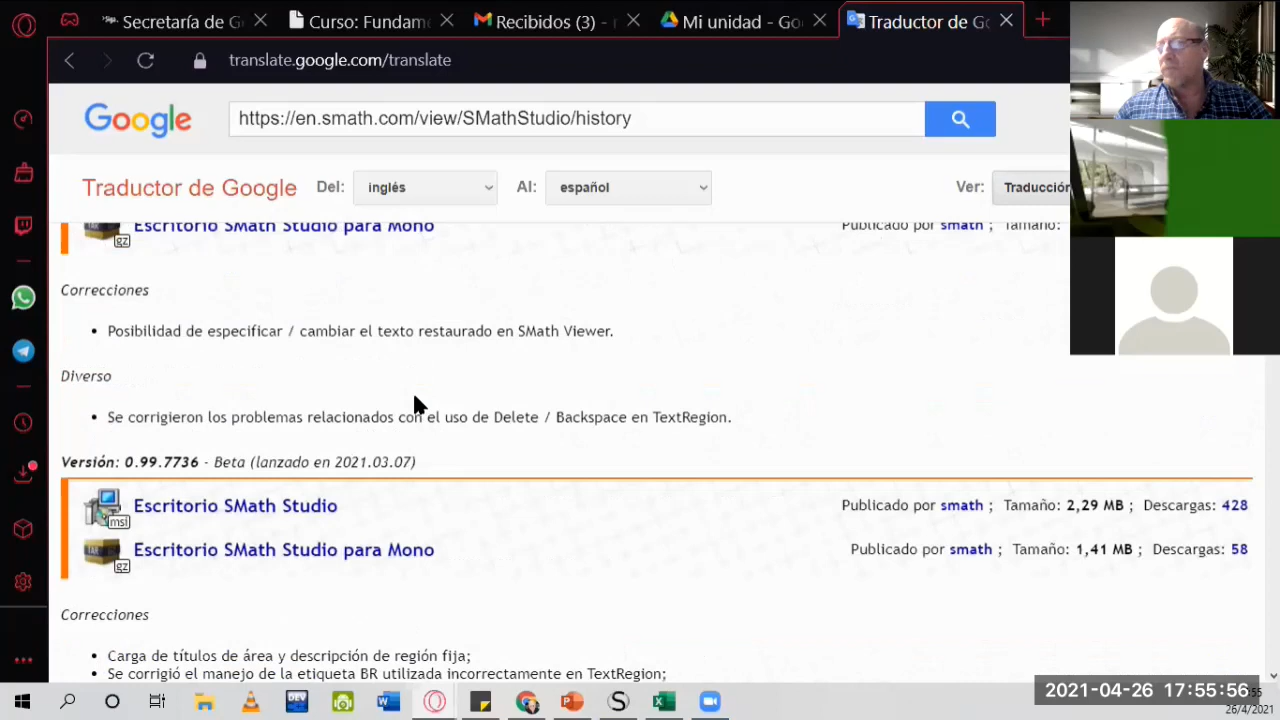 Secretaría de G
Curso: Fundam
Recibidos (3) -
Mi unidad - Go
Traductor de Go
translate.google.com/translate
Google
https://en.smath.com/view/SMathStudio/history
Traductor de Google
Del:
inglés
Al:
español
Ver:
Traducción
Escritorio SMath Studio para Mono
Publicado por smath ; Tamaño:
gz
Correcciones
• Posibilidad de especificar / cambiar el texto restaurado en SMath Viewer.
Diverso
• Se corrigieron los problemas relacionados con el uso de Delete / Backspace en TextRegion.
Versión: 0.99.7736 - Beta (lanzado en 2021.03.07)
Escritorio SMath Studio
Publicado por smath ; Tamaño: 2,29 MB ; Descargas: 428
msi
Escritorio SMath Studio para Mono
Publicado por smath ; Tamaño: 1,41 MB ; Descargas: 58
gz
Correcciones
• Carga de títulos de área y descripción de región fija;
• Se corrigió el manejo de la etiqueta BR utilizada incorrectamente en TextRegion;
DEV
2021-04-26 17:55:56
26/4/2021